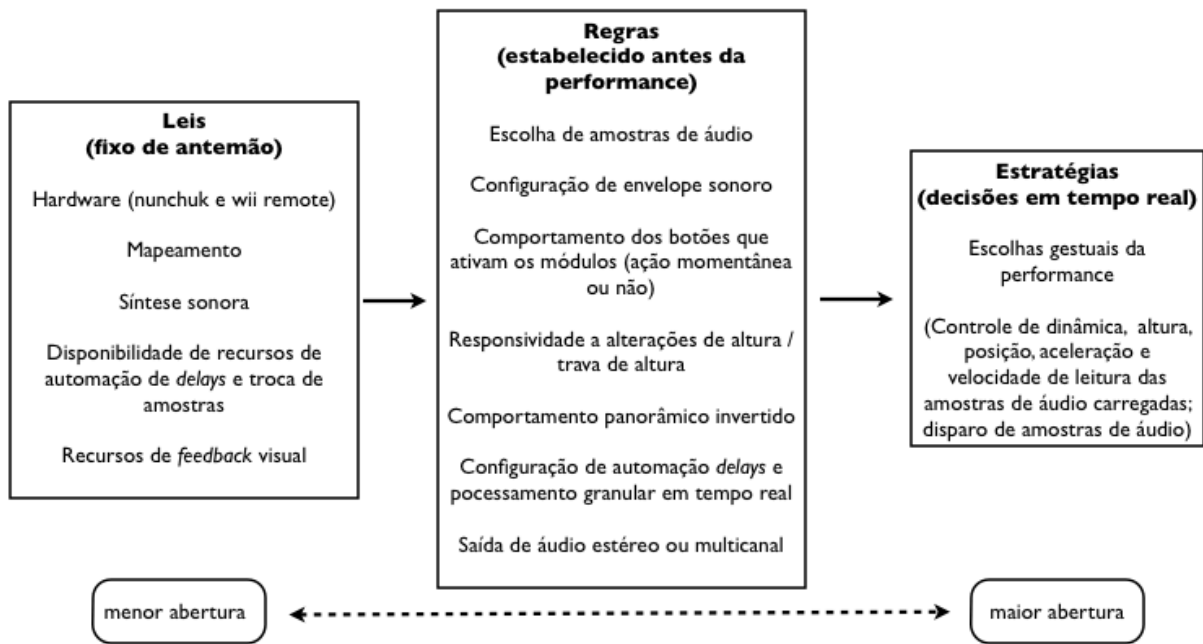 Leis
(fixo de antemão)
Hardware (nunchuk e wii remote)
Mapeamento
Síntese sonora
Disponibilidade de recursos de
automação de delays e troca de
amostras
Recursos de feedback visual
Regras
(estabelecido antes da
performance)
Escolha de amostras de áudio
Configuração de envelope sonoro
Comportamento dos botões que
ativam os módulos (ação momentânea
ou não)
Responsividade a alterações de altura /
trava de altura
Comportamento panorâmico invertido
Configuração de automação delays e
pocessamento granular em tempo real
Saída de áudio estéreo ou multicanal
Estratégias
(decisões em tempo real)
Escolhas gestuais da
performance
(Controle de dinâmica, altura,
posição, aceleração e
velocidade de leitura das
amostras de áudio carregadas;
disparo de amostras de áudio)
menor abertura
maior abertura